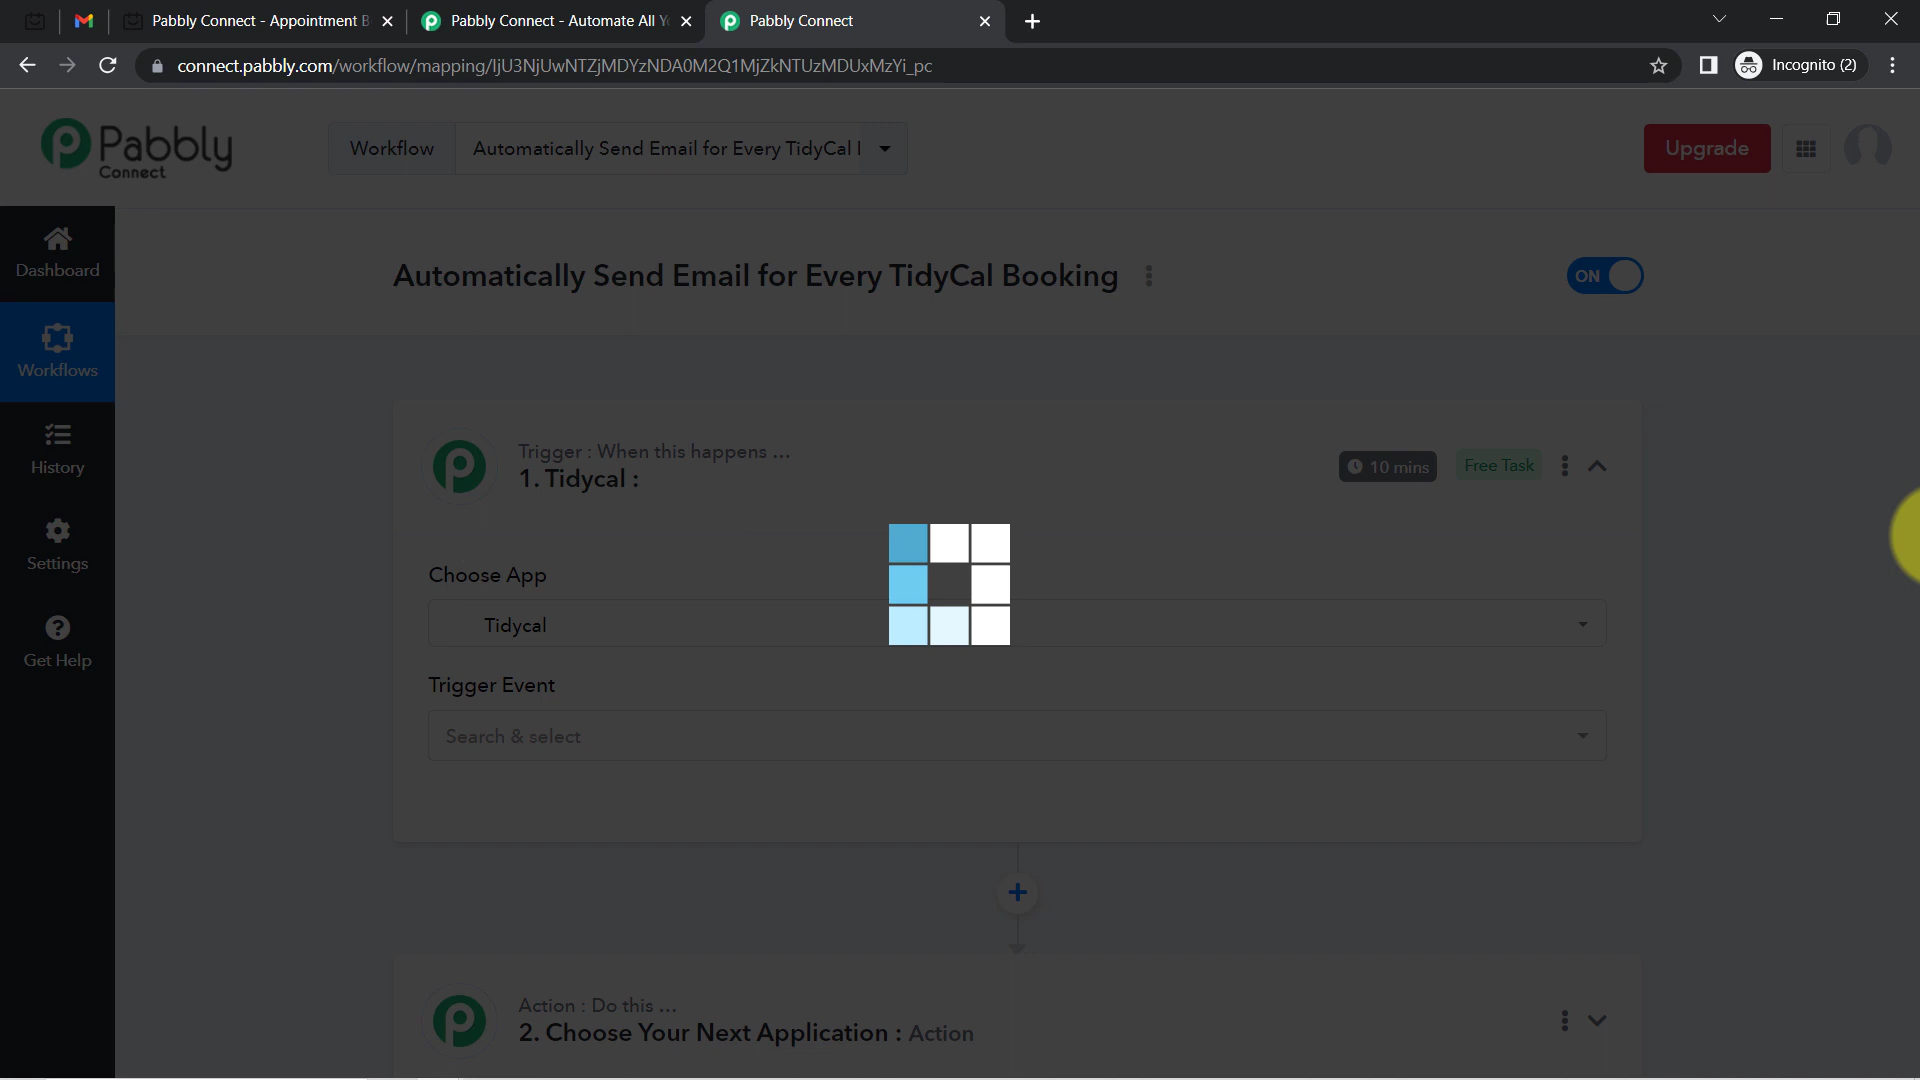 Pabbly Connect - Appointment B
Pabbly Connect - Automate All Y
Pabbly Connect
connect.pabbly.com/workflow/mapping/IjU3NjUwNTZjMDYzNDA0M2Q1MjZkNTUzMDUxMzYi_pc
Incognito (2)
Pabbly
Connect
Workflow
Automatically Send Email for Every TidyCal
Upgrade
Dashboard
Workflows
History
Settings
Get Help
Automatically Send Email for Every TidyCal Booking
ON
Trigger : When this happens ...
1. Tidycal :
10 mins
Free Task
Choose App
Tidycal
Trigger Event
Search & select
Action : Do this ...
2. Choose Your Next Application : Action